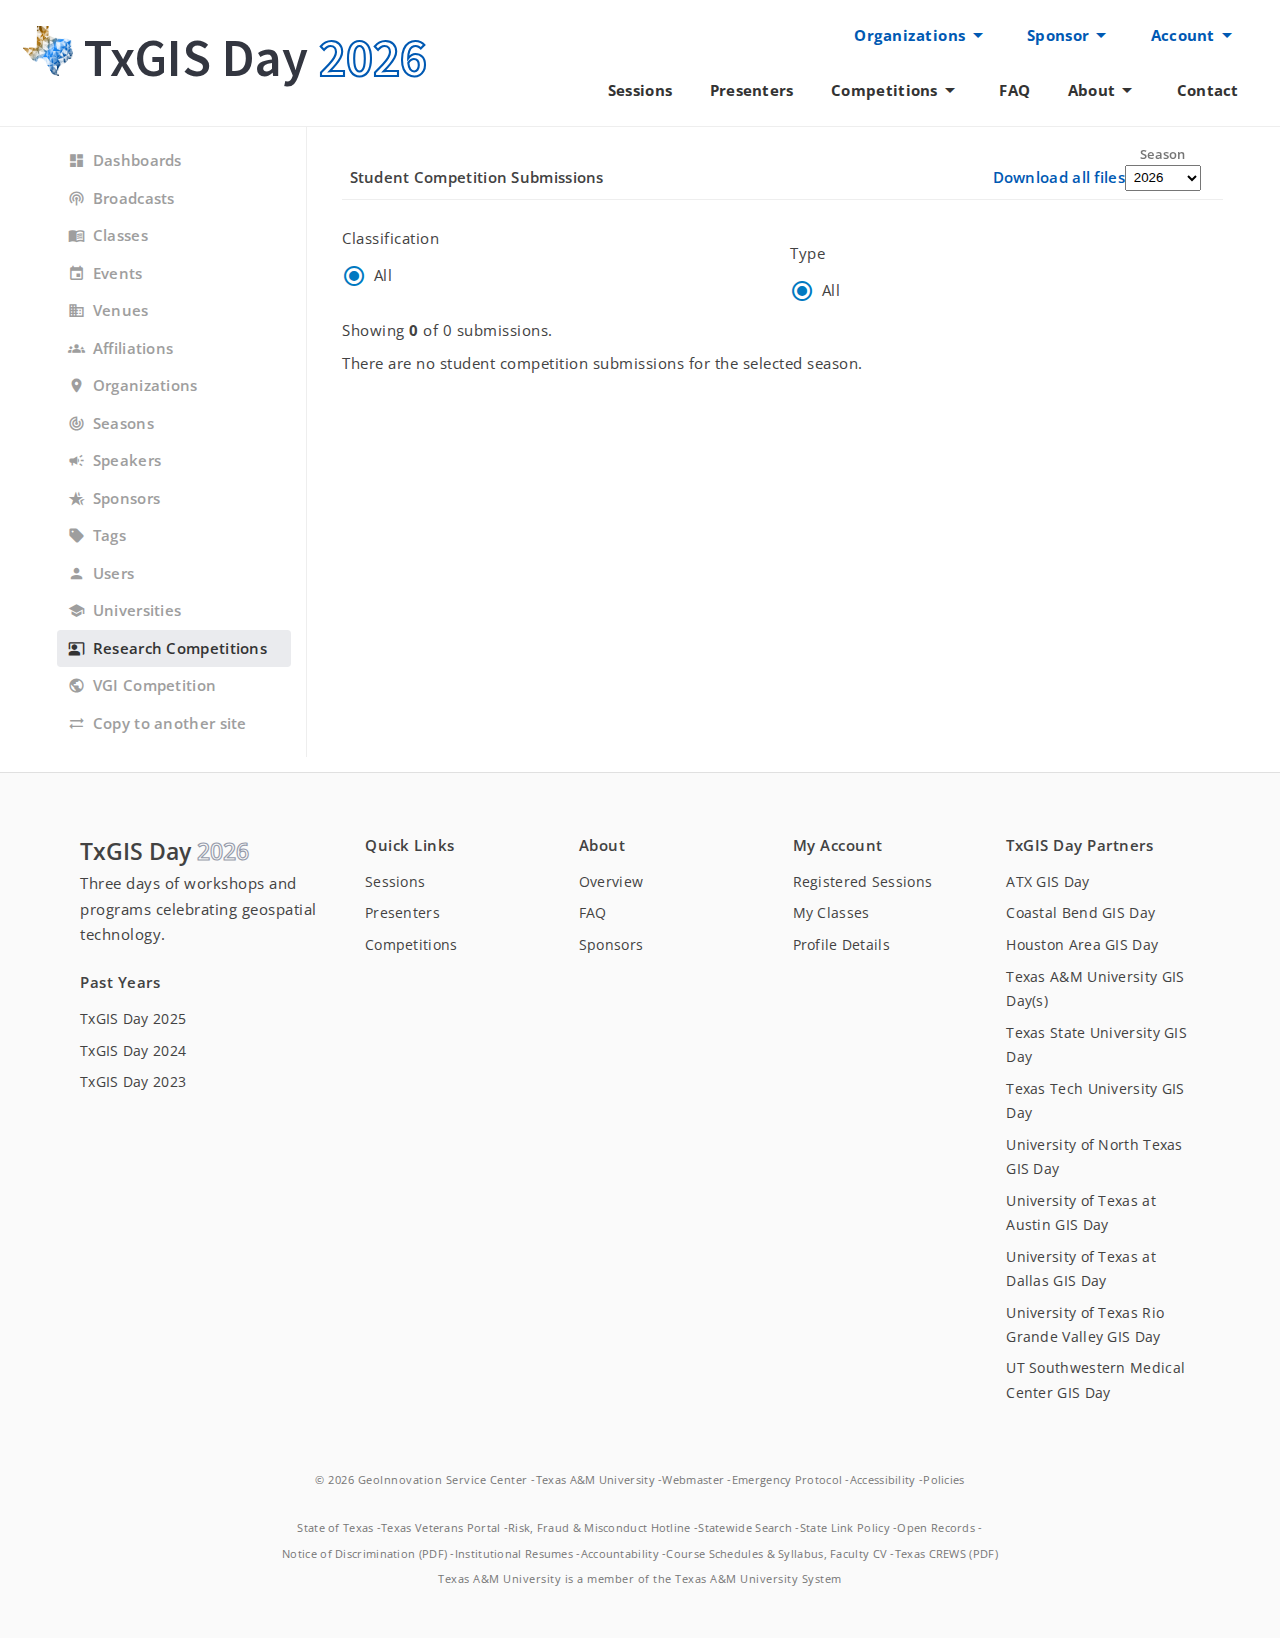 TxGIS Day 2026
Organizations
Sponsor
Account
Sessions
Presenters
Competitions
FAQ
About
Contact
Dashboards
Broadcasts
Classes
Events
Venues
Affiliations
Organizations
Seasons
Speakers
Sponsors
Tags
Users
Universities
Research Competitions
VGI Competition
Copy to another site
Student Competition Submissions
Download all files
Season
2026
Classification
All
Type
All
Showing 0 of 0 submissions.
There are no student competition submissions for the selected season.
TxGIS Day 2026
Three days of workshops and
programs celebrating geospatial
technology.
Past Years
TxGIS Day 2025
TxGIS Day 2024
TxGIS Day 2023
Quick Links
Sessions
Presenters
Competitions
About
Overview
FAQ
Sponsors
My Account
Registered Sessions
My Classes
Profile Details
TxGIS Day Partners
ATX GIS Day
Coastal Bend GIS Day
Houston Area GIS Day
Texas A&M University GIS
Day(s)
Texas State University GIS
Day
Texas Tech University GIS
Day
University of North Texas
GIS Day
University of Texas at
Austin GIS Day
University of Texas at
Dallas GIS Day
University of Texas Rio
Grande Valley GIS Day
UT Southwestern Medical
Center GIS Day
© 2026 GeoInnovation Service Center -Texas A&M University -Webmaster -Emergency Protocol -Accessibility -Policies
State of Texas -Texas Veterans Portal -Risk, Fraud & Misconduct Hotline -Statewide Search -State Link Policy -Open Records -
Notice of Discrimination (PDF) -Institutional Resumes -Accountability -Course Schedules & Syllabus, Faculty CV -Texas CREWS (PDF)
Texas A&M University is a member of the Texas A&M University System